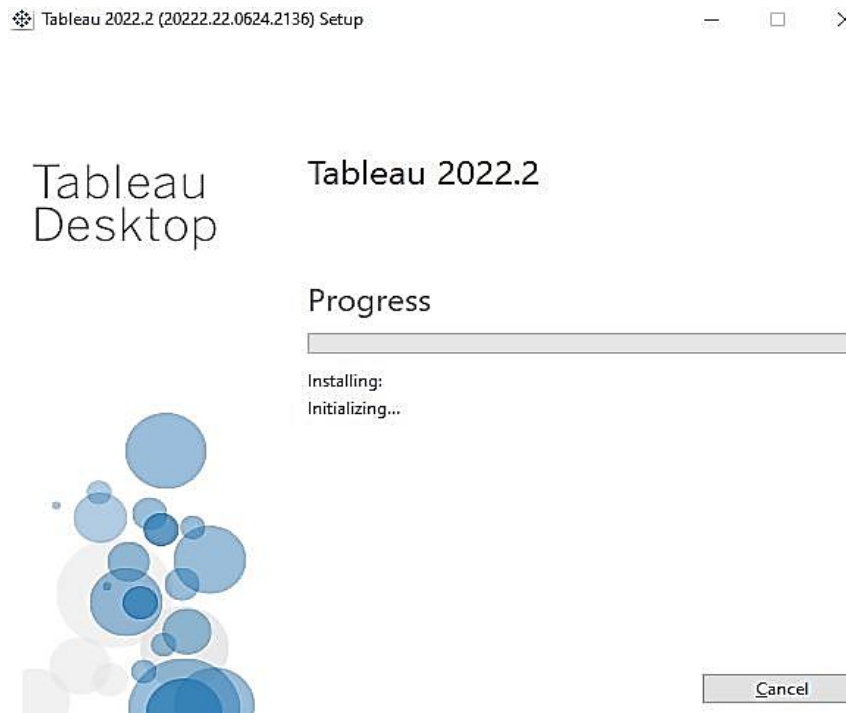 Tableau 2022.2 (20222.22.0624.2136) Setup
Tableau
Desktop
Tableau 2022.2
Progress
Installing:
Initializing...
Cancel